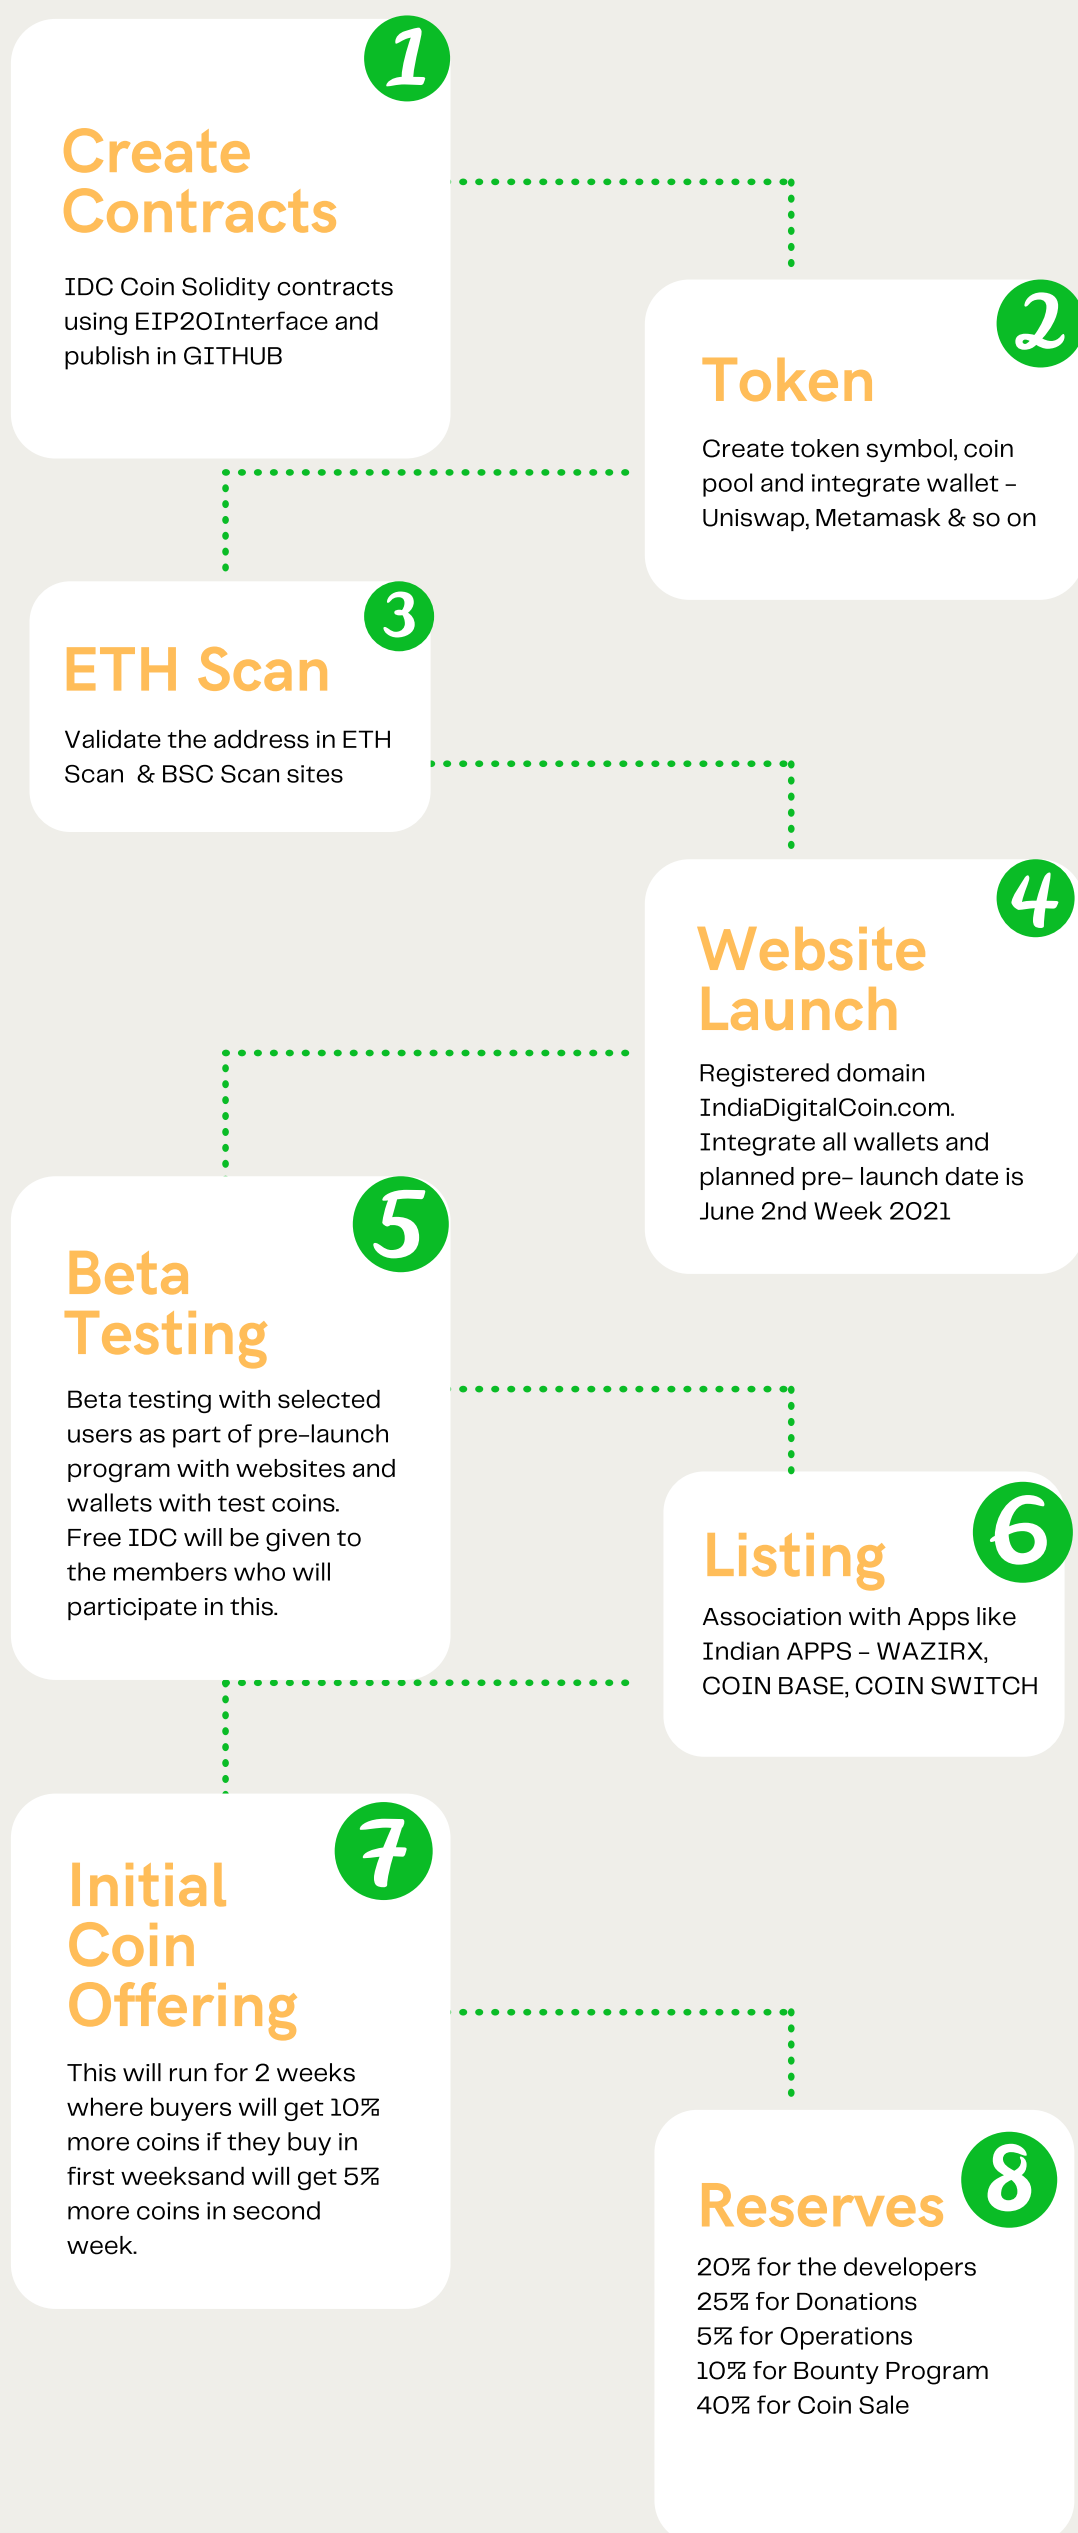 1
Create
Contracts
IDC Coin Solidity contracts
using EIP20Interface and
publish in GITHUB
2
Token
Create token symbol, coin
pool and integrate wallet -
Uniswap, Metamask & so on
3
ETH Scan
Validate the address in ETH
Scan  & BSC Scan sites
4
Website
Launch
Registered domain
IndiaDigitalCoin.com.
Integrate all wallets and
planned pre- launch date is
June 2nd Week 2021
5
Beta
Testing
Beta testing with selected
users as part of pre-launch
program with websites and
wallets with test coins.
Free IDC will be given to
the members who will
participate in this.
6
Listing
Association with Apps like
Indian APPS - WAZIRX,
COIN BASE, COIN SWITCH
7
Initial
Coin
Offering
This will run for 2 weeks
where buyers will get 10%
more coins if they buy in
first weeksand will get 5%
more coins in second
week.
8
Reserves
20% for the developers
25% for Donations
5% for Operations
10% for Bounty Program
40% for Coin Sale